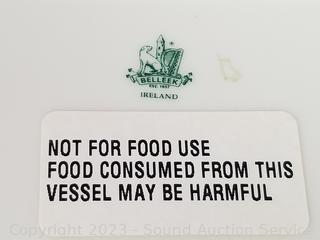 BELLEEK
EST. 1857
IRELAND
NOT FOR FOOD USE
FOOD CONSUMED FROM THIS
VESSEL MAY BE HARMFUL
Copyright 2023 - Sound Auction Service